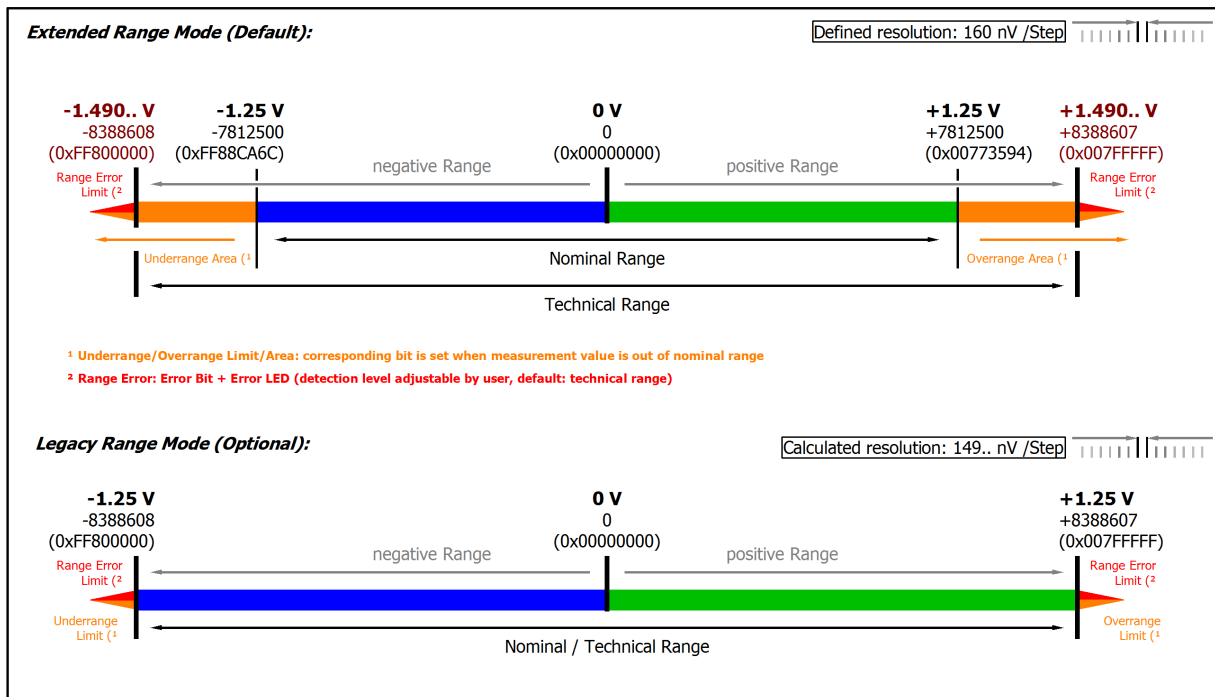 Extended Range Mode (Default):
Defined resolution: 160 nV /Step
-1.490.. V
-8388608
(0xFF800000)
-1.25 V
-7812500
(0xFF88CA6C)
0 V
0
(0x00000000)
+1.25 V
+7812500
(0x00773594)
+1.490.. V
+8388607
(0x007FFFFF)
negative Range
positive Range
Range Error
Limit (²
Range Error
Limit (²
Underrange Area (¹
Nominal Range
Overrange Area (¹
Technical Range
¹ Underrange/Overrange Limit/Area: corresponding bit is set when measurement value is out of nominal range
² Range Error: Error Bit + Error LED (detection level adjustable by user, default: technical range)
Legacy Range Mode (Optional):
Calculated resolution: 149.. nV /Step
-1.25 V
-8388608
(0xFF800000)
0 V
0
(0x00000000)
+1.25 V
+8388607
(0x007FFFFF)
negative Range
positive Range
Range Error
Limit (²
Range Error
Limit (²
Underrange
Limit (¹
Overrange
Limit (¹
Nominal / Technical Range